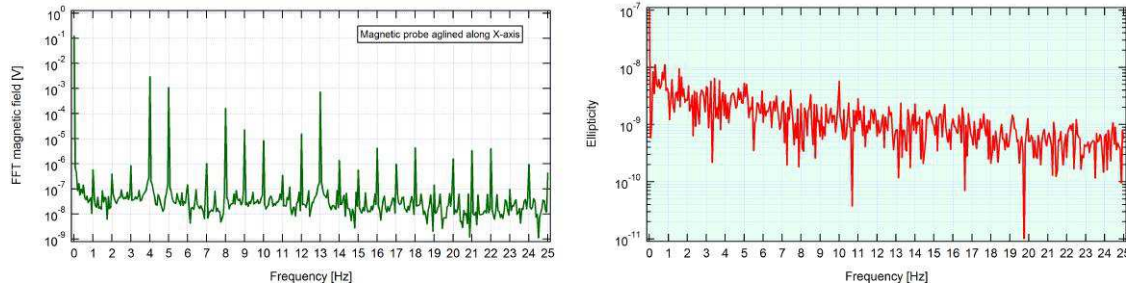 10⁰
10⁻¹
10⁻²
10⁻³
10⁻⁴
10⁻⁵
10⁻⁶
10⁻⁷
10⁻⁸
10⁻⁹
FFT magnetic field [V]
Magnetic probe aglined along X-axis
0 1 2 3 4 5 6 7 8 9 10 11 12 13 14 15 16 17 18 19 20 21 22 23 24 25
Frequency [Hz]
10⁻⁷
10⁻⁸
10⁻⁹
10⁻¹⁰
10⁻¹¹
Ellipticity
0 1 2 3 4 5 6 7 8 9 10 11 12 13 14 15 16 17 18 19 20 21 22 23 24 25
Frequency [Hz]